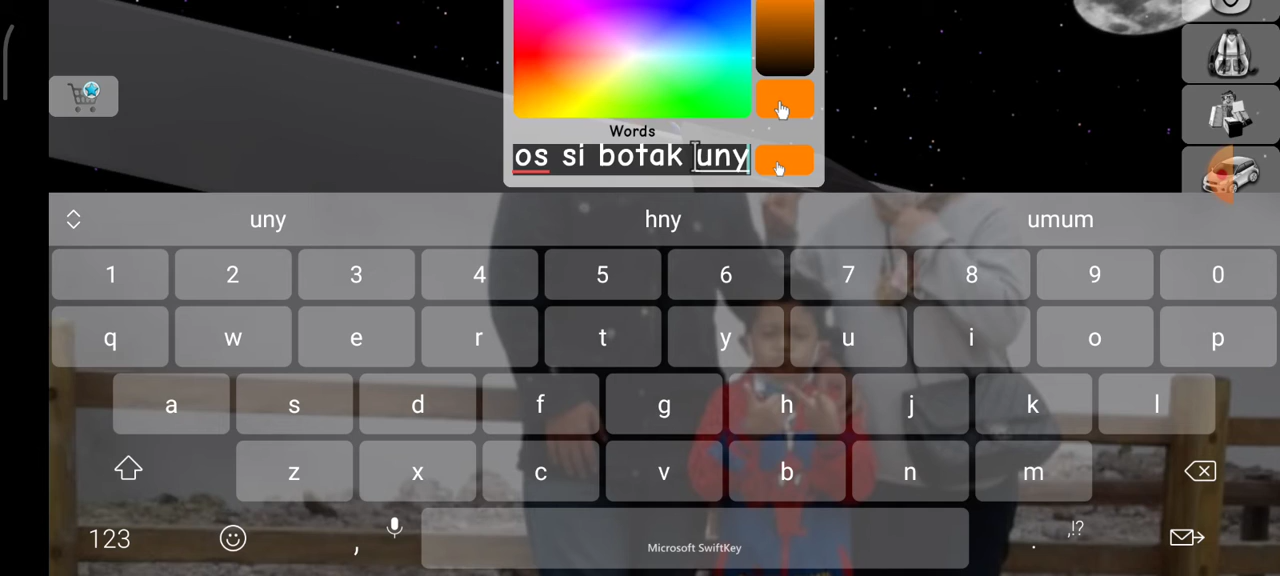 Words
os si botak uny
uny hny umum
1 2 3 4 5 6 7 8 9 0
q w e r t y u i o p
a s d f g h j k l
z x c v b n m
123 , Microsoft SwiftKey . ,!?